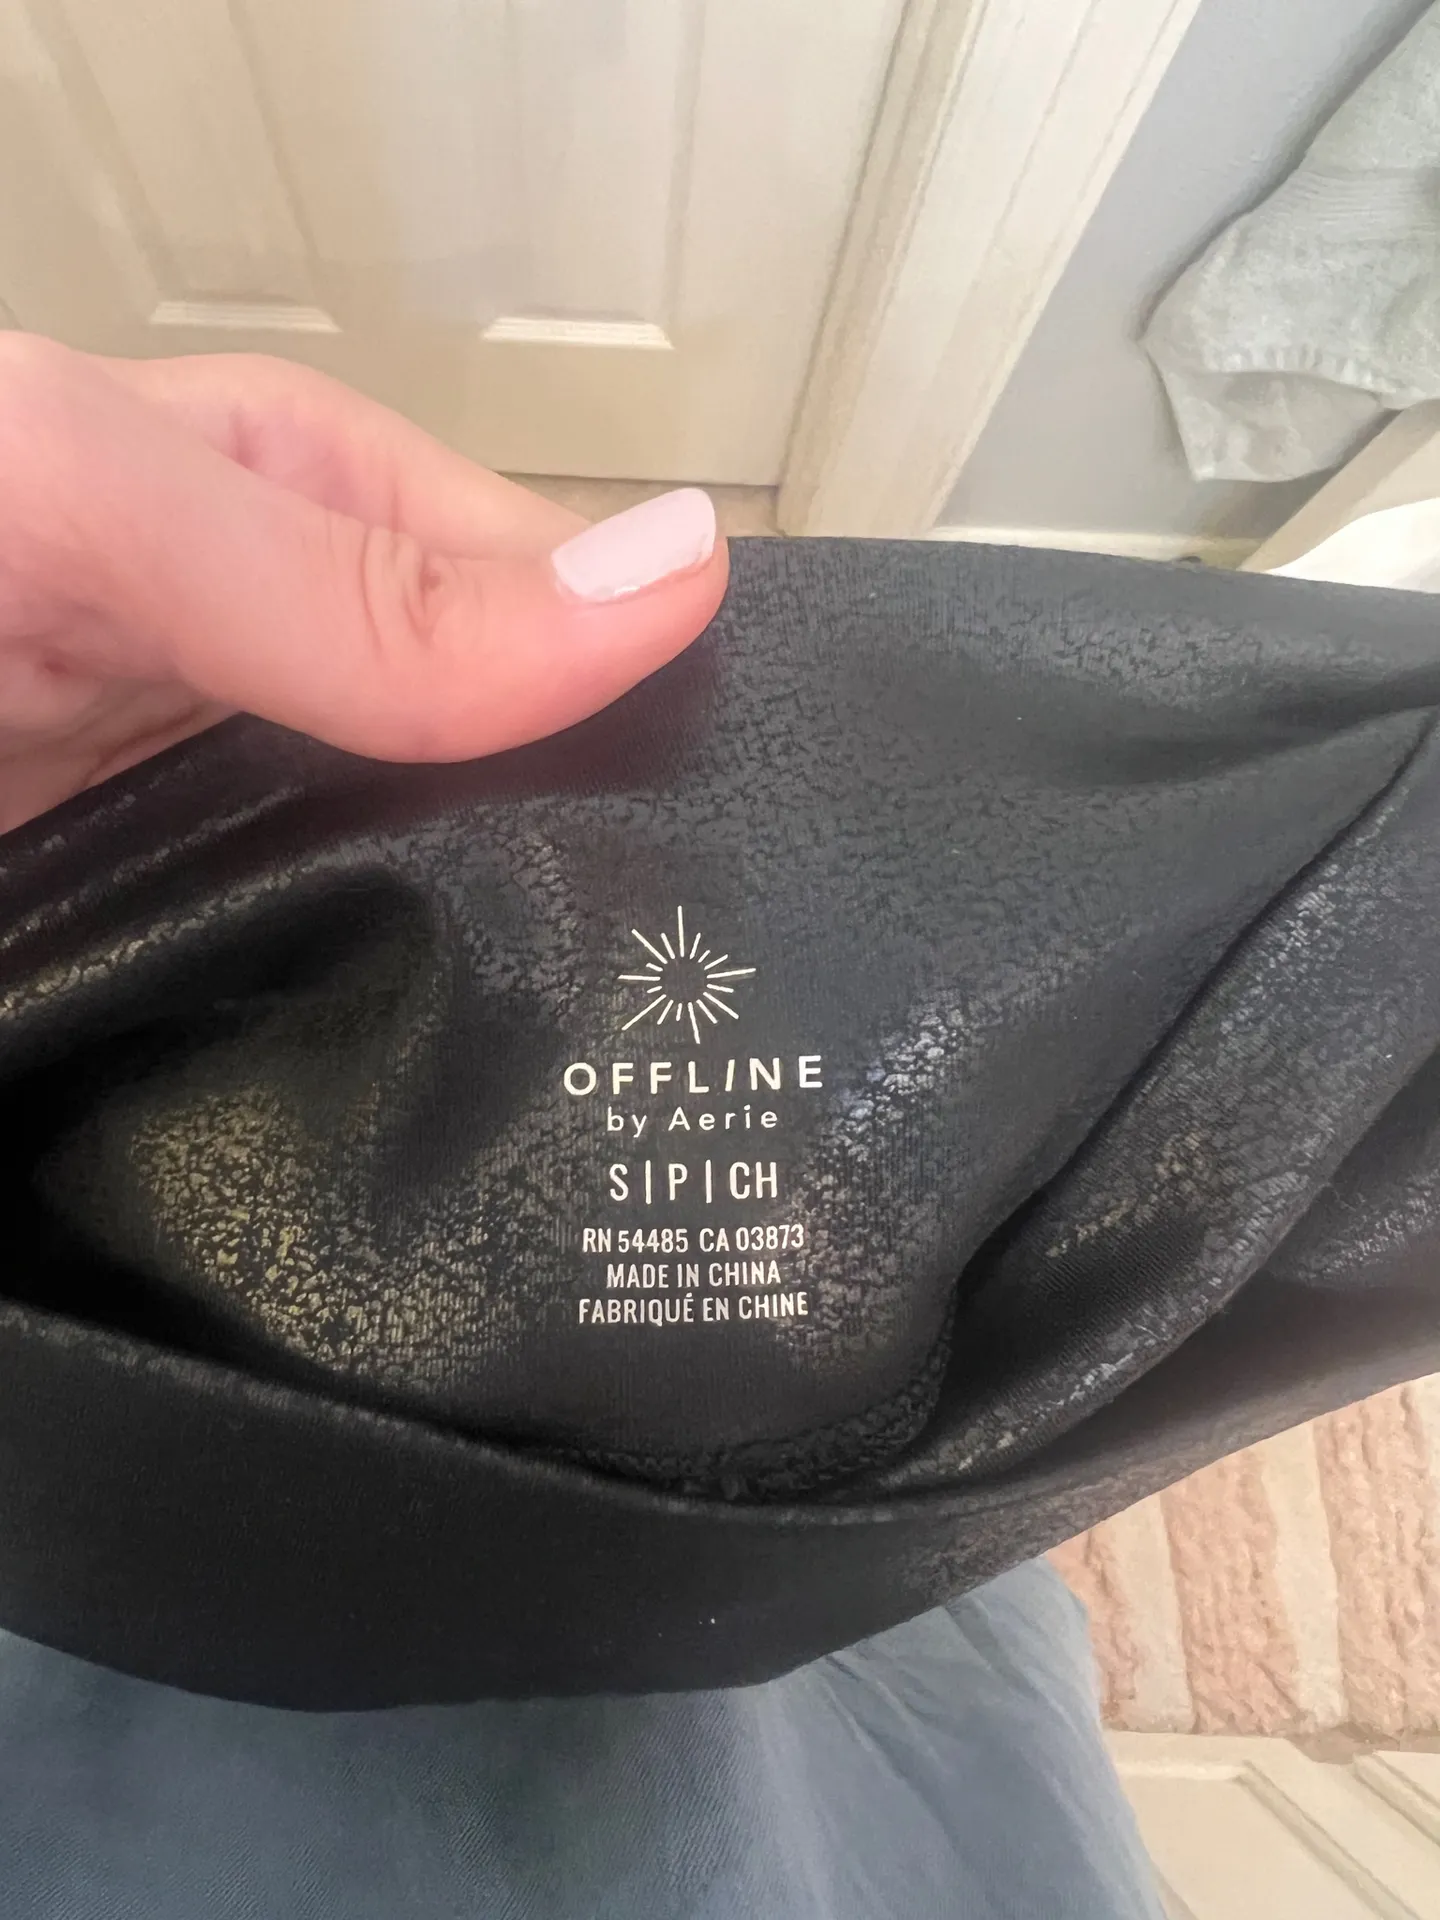 OFFLINE
by Aerie
S | P | CH
RN 54485 CA 03873
MADE IN CHINA
FABRIQUÉ EN CHINE